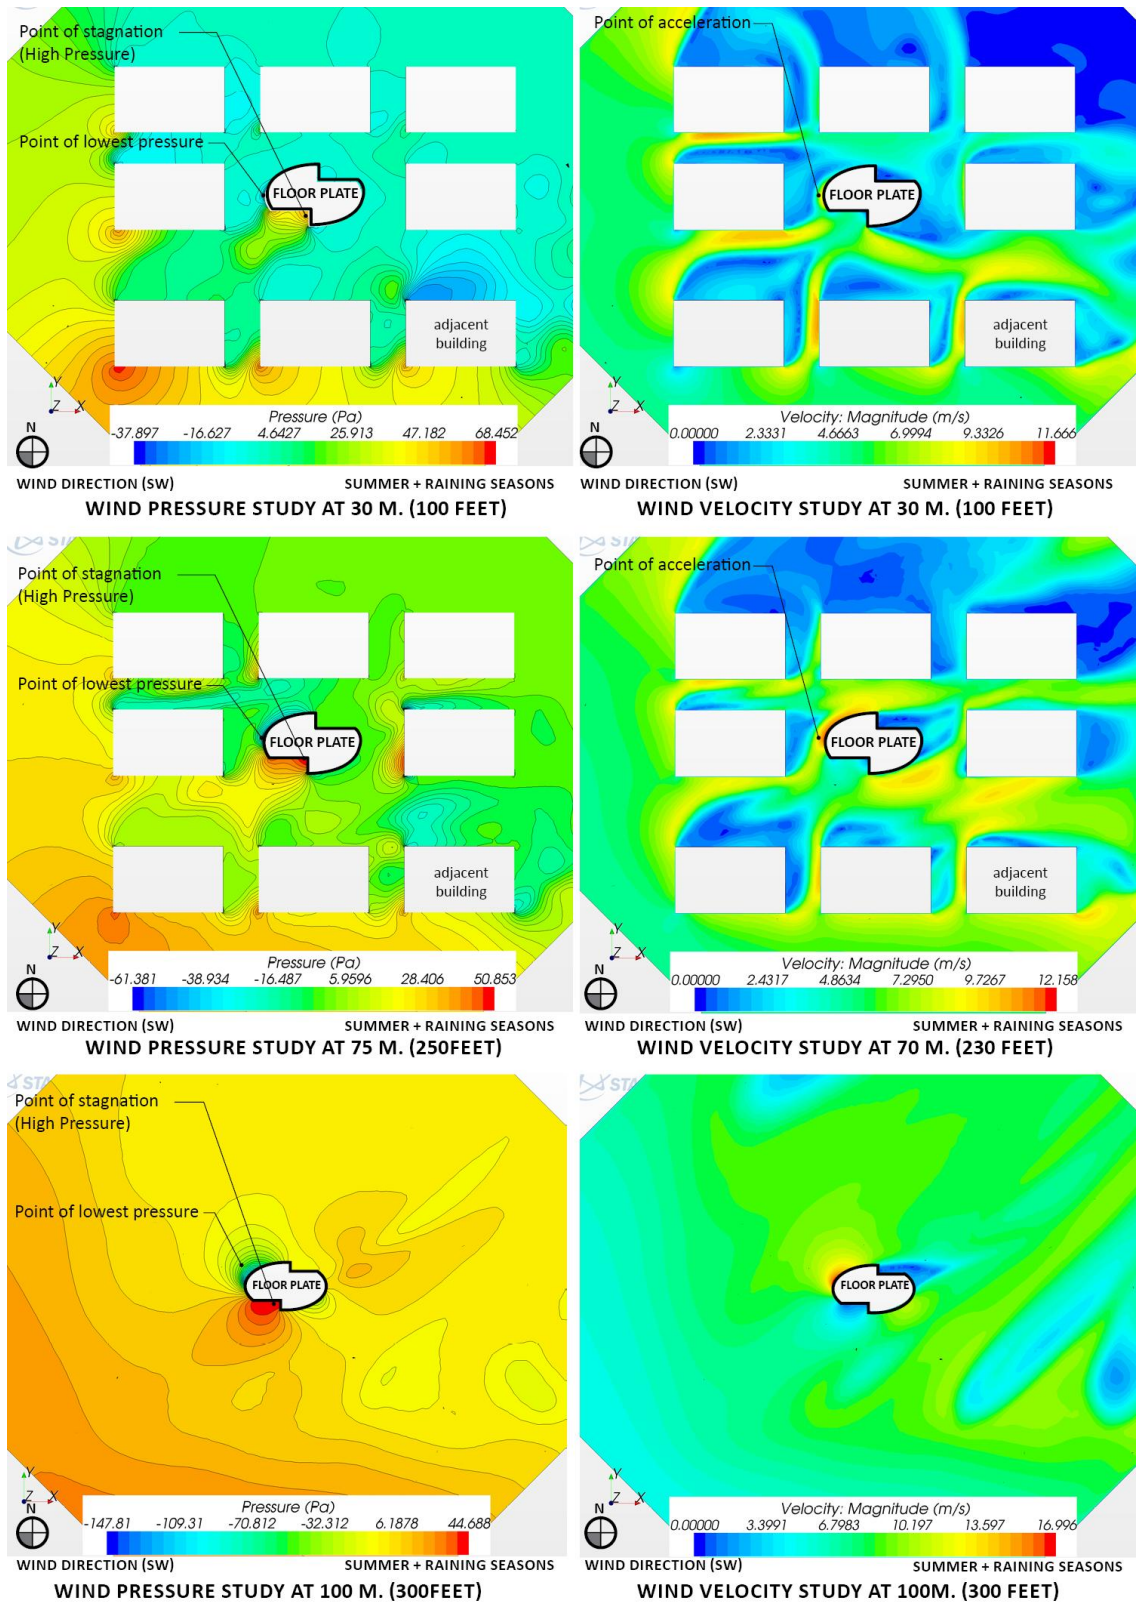 Point of stagnation
(High Pressure)
Point of lowest pressure
FLOOR PLATE
adjacent
building
Y
Z X
N
Pressure (Pa)
-37.897 -16.627 4.6427 25.913 47.182 68.452
WIND DIRECTION (SW) SUMMER + RAINING SEASONS
WIND PRESSURE STUDY AT 30 M. (100 FEET)
Point of acceleration
FLOOR PLATE
adjacent
building
Y
Z X
N
Velocity: Magnitude (m/s)
0.00000 2.3331 4.6663 6.9994 9.3326 11.666
WIND DIRECTION (SW) SUMMER + RAINING SEASONS
WIND VELOCITY STUDY AT 30 M. (100 FEET)
STA
Point of stagnation
(High Pressure)
Point of lowest pressure
FLOOR PLATE
adjacent
building
Y
Z X
N
Pressure (Pa)
-61.381 -38.934 -16.487 5.9596 28.406 50.853
WIND DIRECTION (SW) SUMMER + RAINING SEASONS
WIND PRESSURE STUDY AT 75 M. (250FEET)
STA
Point of acceleration
FLOOR PLATE
adjacent
building
Y
Z X
N
Velocity: Magnitude (m/s)
0.00000 2.4317 4.8634 7.2950 9.7267 12.158
WIND DIRECTION (SW) SUMMER + RAINING SEASONS
WIND VELOCITY STUDY AT 70 M. (230 FEET)
STA
Point of stagnation
(High Pressure)
Point of lowest pressure
FLOOR PLATE
Y
Z X
N
Pressure (Pa)
-147.81 -109.31 -70.812 -32.312 6.1878 44.688
WIND DIRECTION (SW) SUMMER + RAINING SEASONS
WIND PRESSURE STUDY AT 100 M. (300FEET)
STA
FLOOR PLATE
Y
Z X
N
Velocity: Magnitude (m/s)
0.00000 3.3991 6.7983 10.197 13.597 16.996
WIND DIRECTION (SW) SUMMER + RAINING SEASONS
WIND VELOCITY STUDY AT 100M. (300 FEET)